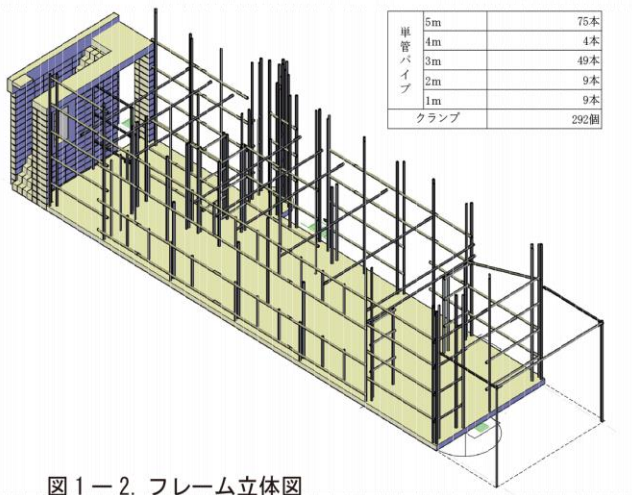 単管パイプ
5m 75本
4m 4本
3m 49本
2m 9本
1m 9本
クランプ 292個
図1－2. フレーム立体図